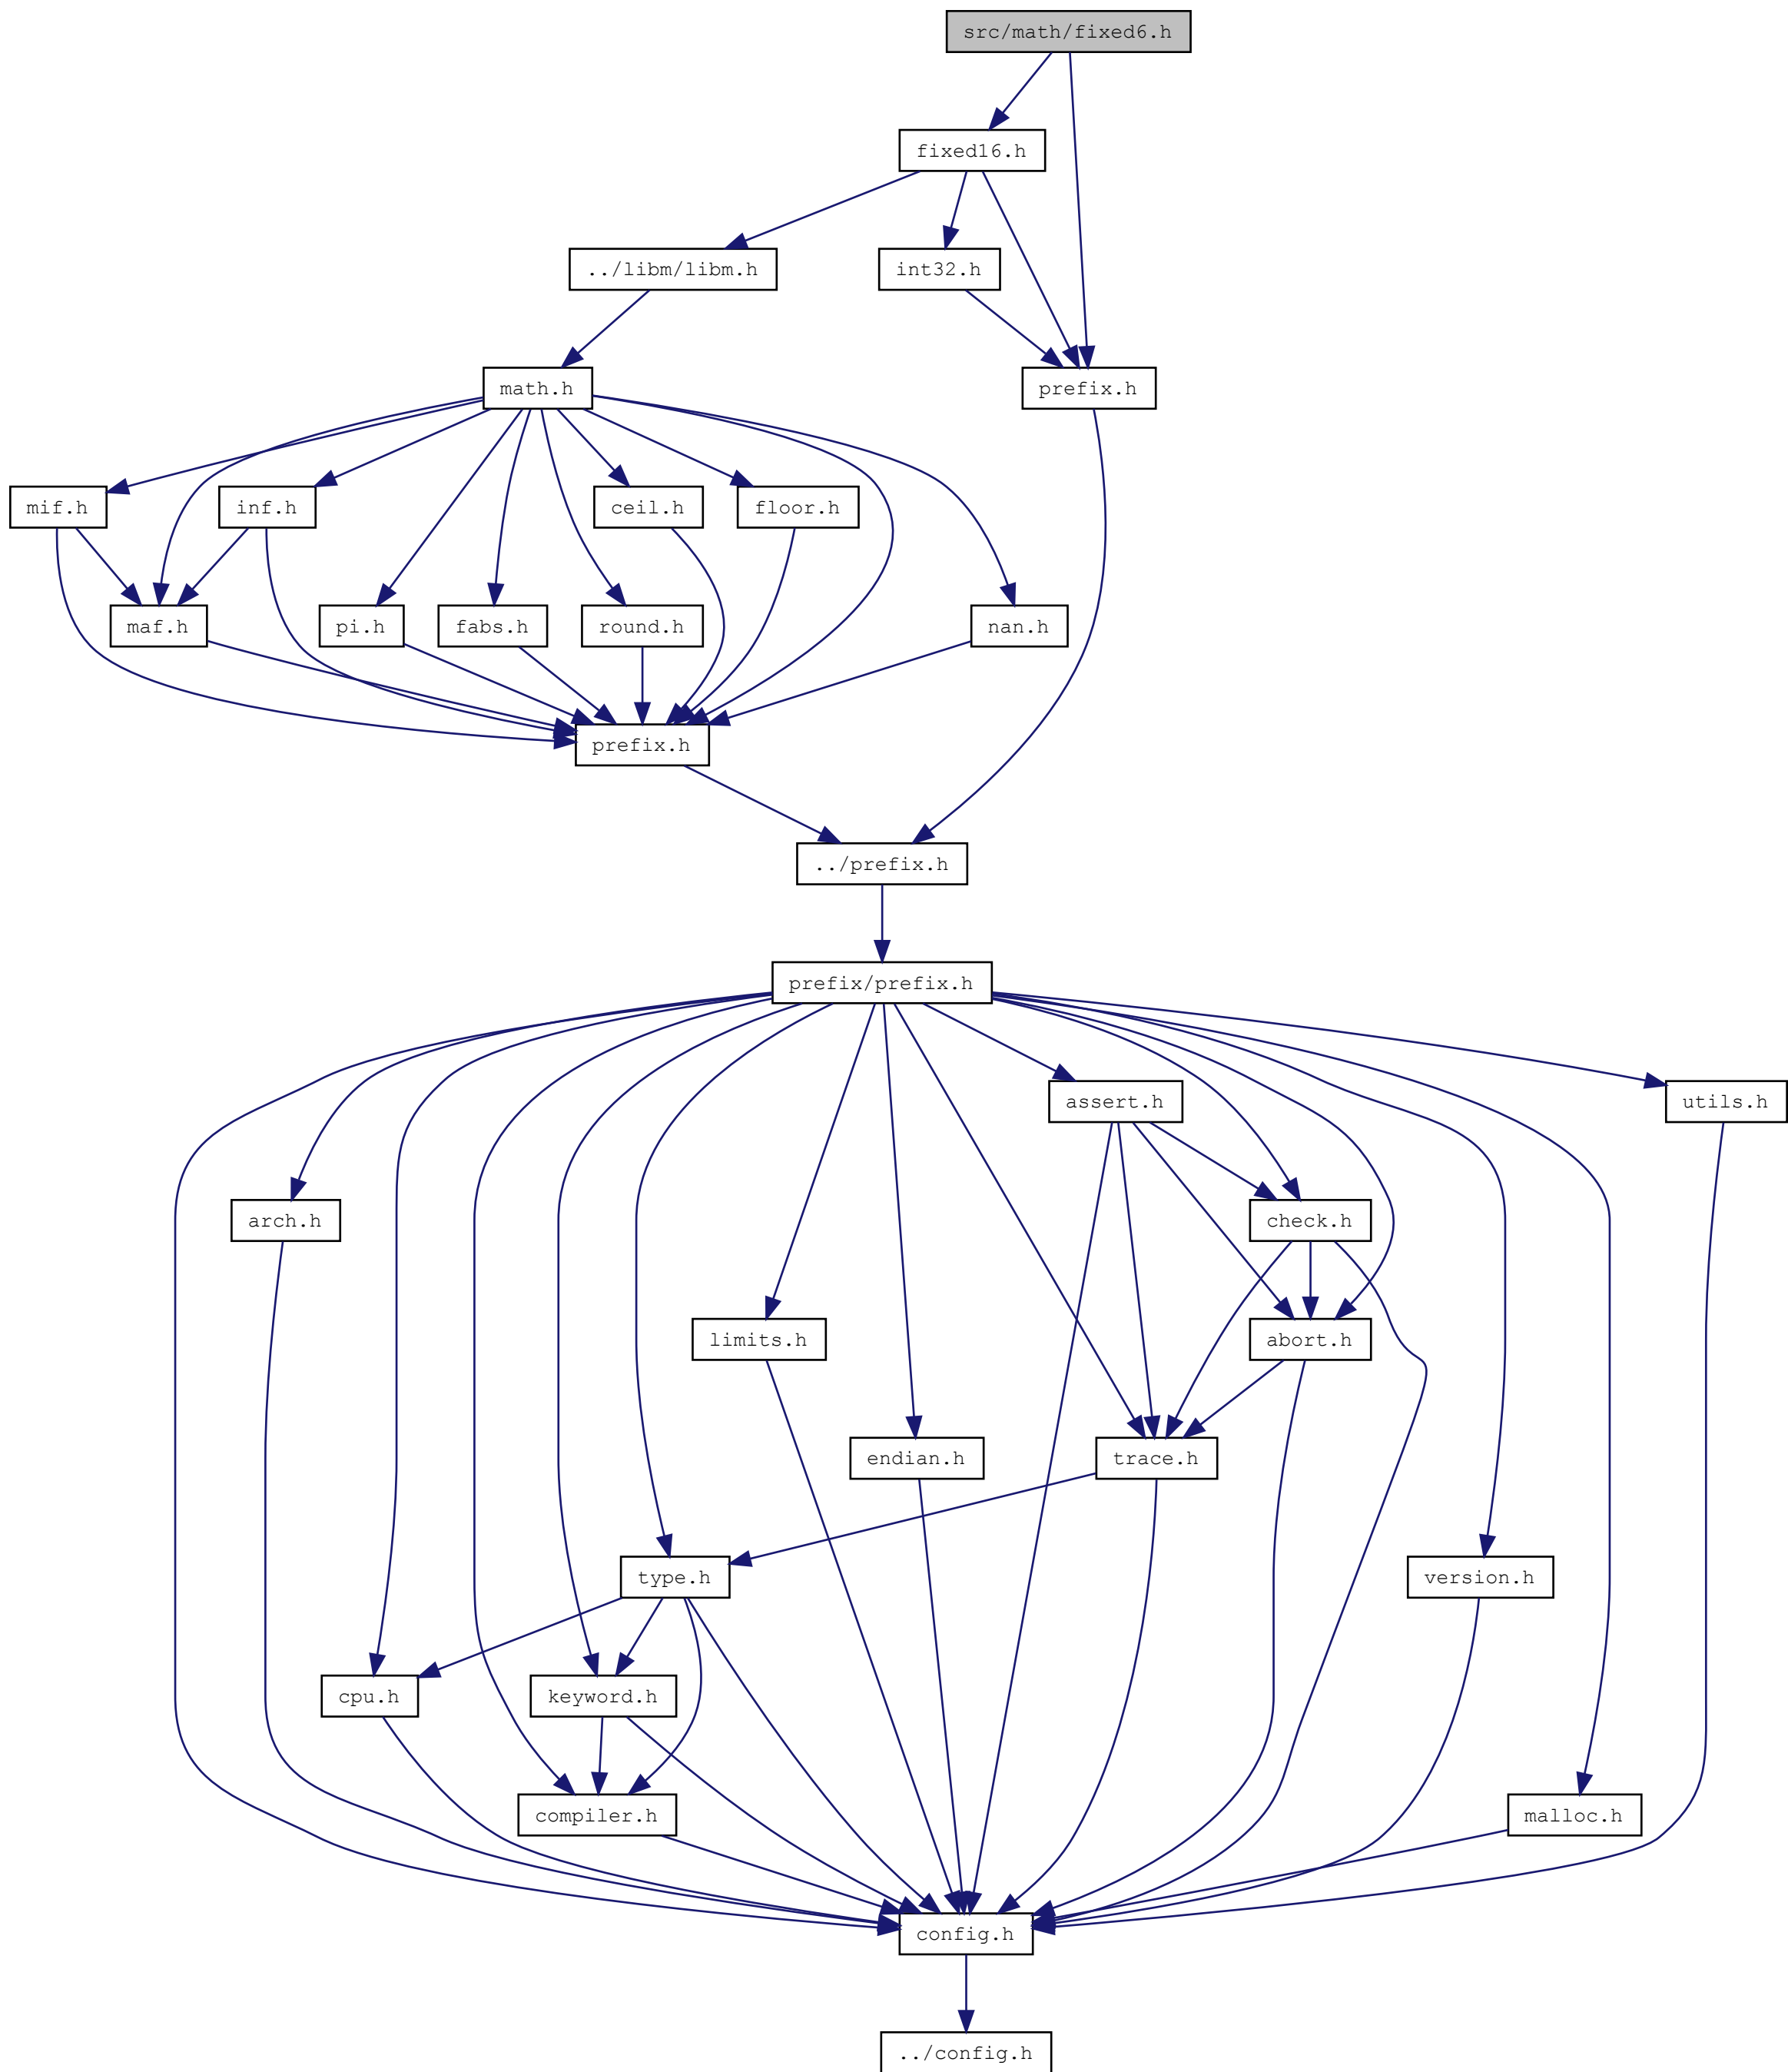 src/math/fixed6.h
fixed16.h
../libm/libm.h
int32.h
math.h
prefix.h
mif.h
inf.h
ceil.h
floor.h
maf.h
pi.h
fabs.h
round.h
nan.h
prefix.h
../prefix.h
prefix/prefix.h
assert.h
utils.h
arch.h
check.h
limits.h
abort.h
endian.h
trace.h
type.h
version.h
cpu.h
keyword.h
compiler.h
malloc.h
config.h
../config.h